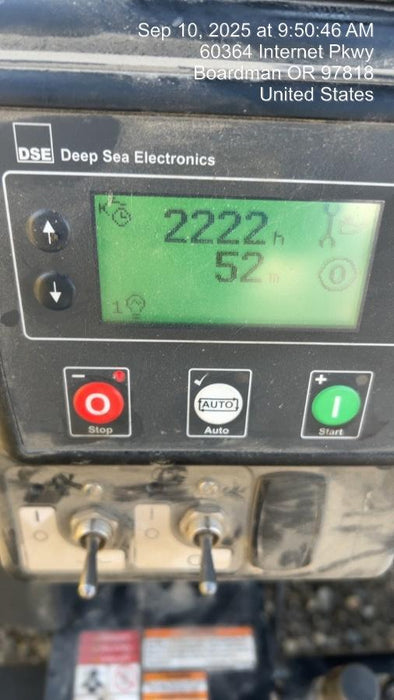 Sep 10, 2025 at 9:50:46 AM
60364 Internet Pkwy
Boardman OR 97818
United States
DSE Deep Sea Electronics
2222 h
52 m
0
1
O
AUTO
I
Stop
Auto
Start